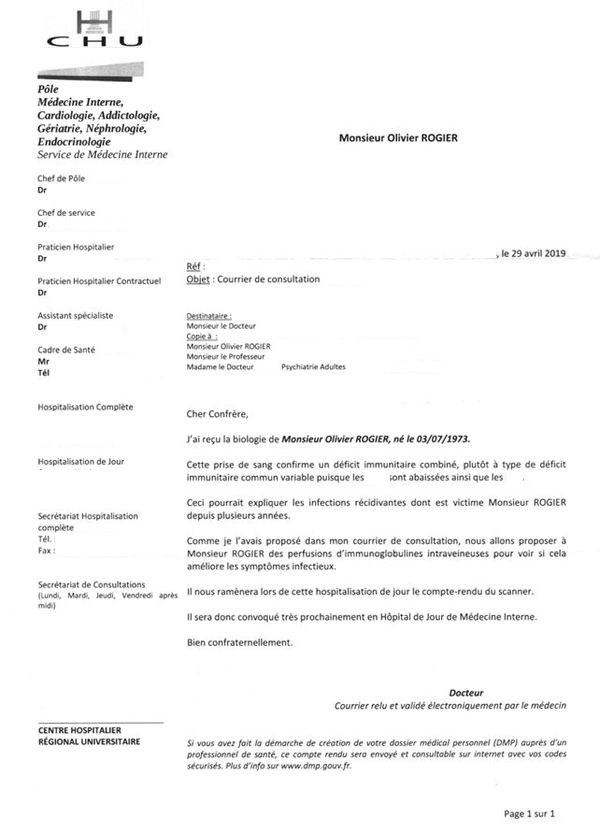 CHU
Pôle
Médecine Interne,
Cardiologie, Addictologie,
Gériatrie, Néphrologie,
Endocrinologie
Service de Médecine Interne
Chef de Pôle
Dr
Chef de service
Dr
Praticien Hospitalier
Dr
Praticien Hospitalier Contractuel
Dr
Assistant spécialiste
Dr
Cadre de Santé
Mr
Tél
Hospitalisation Complète
Hospitalisation de Jour
Secrétariat Hospitalisation
complète
Tél. :
Fax :
Secrétariat de Consultations
(Lundi, Mardi, Jeudi, Vendredi après
midi)
CENTRE HOSPITALIER
RÉGIONAL UNIVERSITAIRE
Monsieur Olivier ROGIER
, le 29 avril 2019
Réf :
Objet : Courrier de consultation
Destinataire :
Monsieur le Docteur
Copie à :
Monsieur Olivier ROGIER
Monsieur le Professeur
Madame le Docteur Psychiatrie Adultes
Cher Confrère,
J'ai reçu la biologie de Monsieur Olivier ROGIER, né le 03/07/1973.
Cette prise de sang confirme un déficit immunitaire combiné, plutôt à type de déficit
immunitaire commun variable puisque les sont abaissées ainsi que les .
Ceci pourrait expliquer les infections récidivantes dont est victime Monsieur ROGIER
depuis plusieurs années.
Comme je l'avais proposé dans mon courrier de consultation, nous allons proposer à
Monsieur ROGIER des perfusions d'immunoglobulines intraveineuses pour voir si cela
améliore les symptômes infectieux.
Il nous ramènera lors de cette hospitalisation de jour le compte-rendu du scanner.
Il sera donc convoqué très prochainement en Hôpital de Jour de Médecine Interne.
Bien confraternellement.
Docteur
Courrier relu et validé électroniquement par le médecin
Si vous avez fait la démarche de création de votre dossier médical personnel (DMP) auprès d'un
professionnel de santé, ce compte rendu sera envoyé et consultable sur internet avec vos codes
sécurisés. Plus d'info sur www.dmp.gouv.fr.
Page 1 sur 1